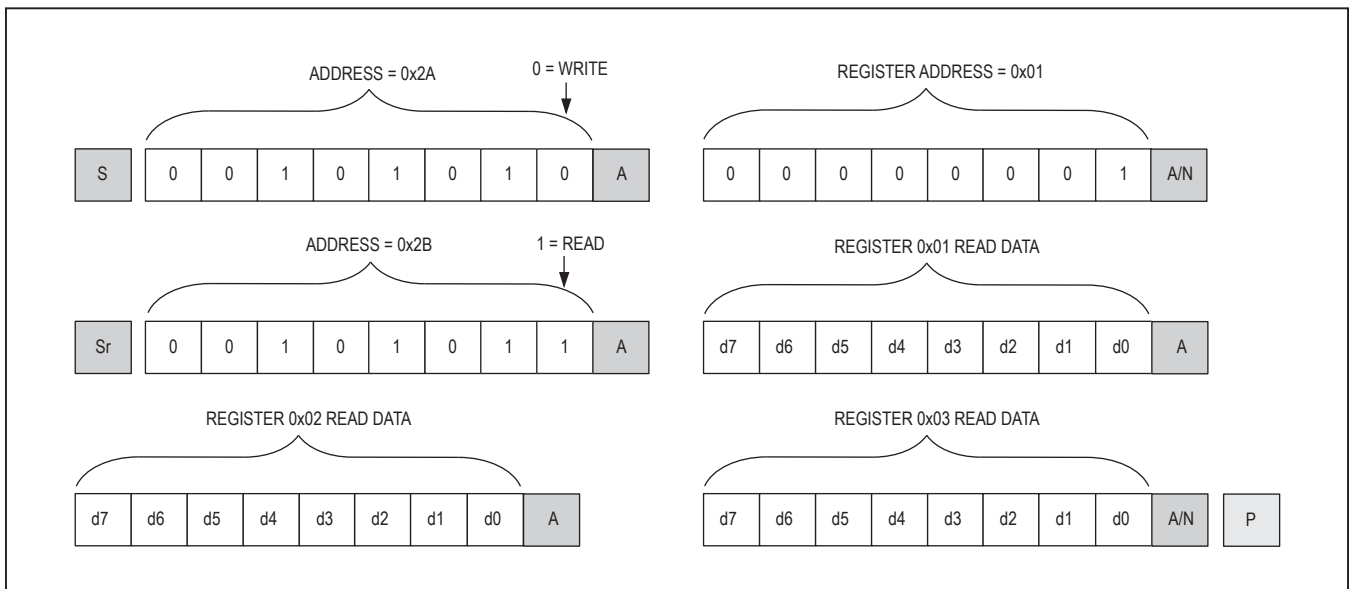 ADDRESS = 0x2A 0 = WRITE REGISTER ADDRESS = 0x01
S 0 0 1 0 1 0 1 0 A 0 0 0 0 0 0 0 1 A/N
ADDRESS = 0x2B 1 = READ REGISTER 0x01 READ DATA
Sr 0 0 1 0 1 0 1 1 A d7 d6 d5 d4 d3 d2 d1 d0 A
REGISTER 0x02 READ DATA REGISTER 0x03 READ DATA
d7 d6 d5 d4 d3 d2 d1 d0 A d7 d6 d5 d4 d3 d2 d1 d0 A/N P